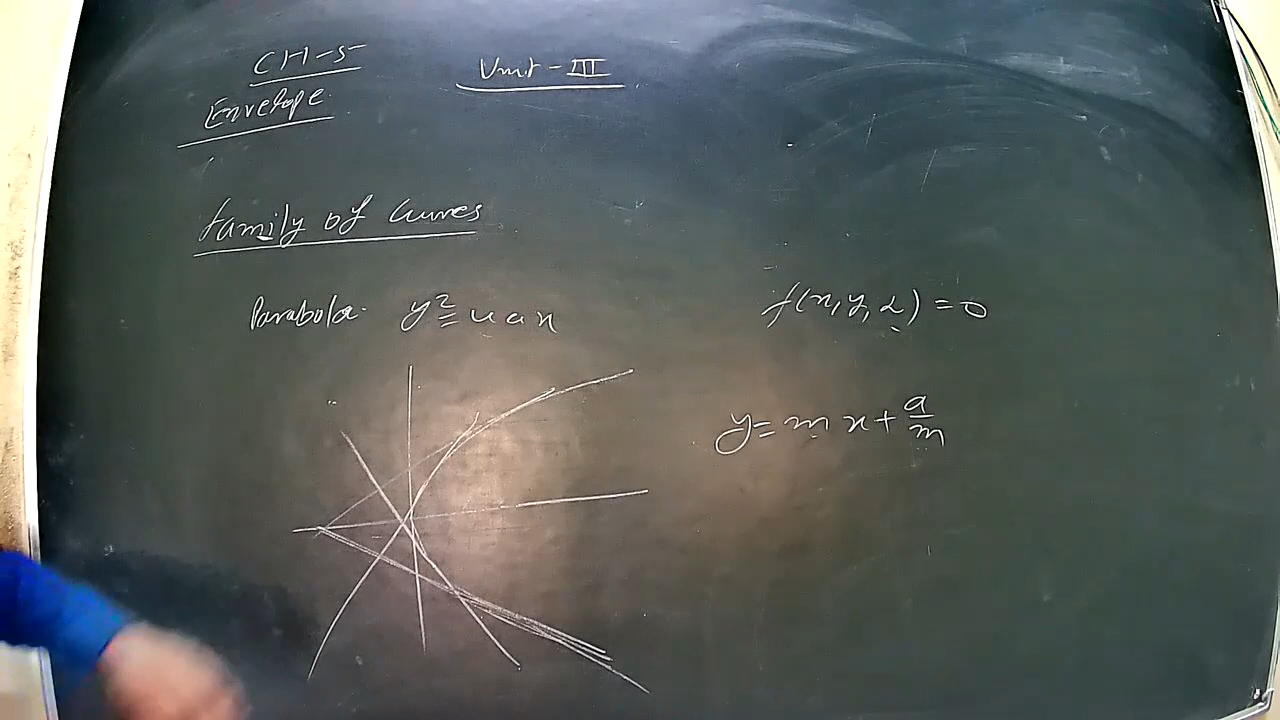 CH-5
Unit-III
Envelope
family of curves
Parabola. y²=4ax
f(x,y,α)=0
y=mx+a/m